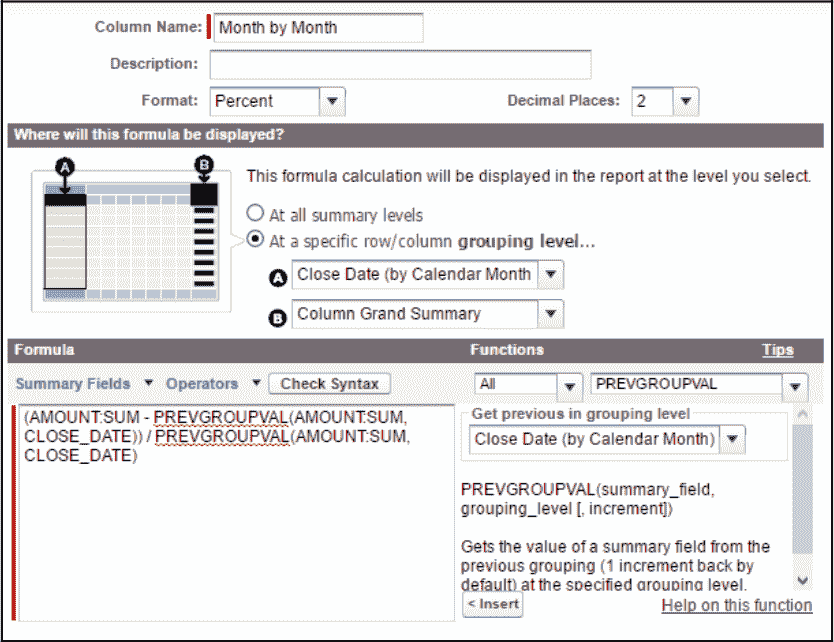 Column Name: Month by Month
Description:
Format: Percent Decimal Places: 2
Where will this formula be displayed?
A B
This formula calculation will be displayed in the report at the level you select.
At all summary levels
At a specific row/column grouping level...
A Close Date (by Calendar Month
B Column Grand Summary
Formula Functions Tips
Summary Fields Operators Check Syntax All PREVGROUPVAL
(AMOUNT:SUM - PREVGROUPVAL(AMOUNT:SUM,
CLOSE_DATE)) / PREVGROUPVAL(AMOUNT:SUM,
CLOSE_DATE)
Get previous in grouping level
Close Date (by Calendar Month)
PREVGROUPVAL(summary_field,
grouping_level [, increment])
Gets the value of a summary field from the
previous grouping (1 increment back by
default) at the specified grouping level.
< Insert Help on this function